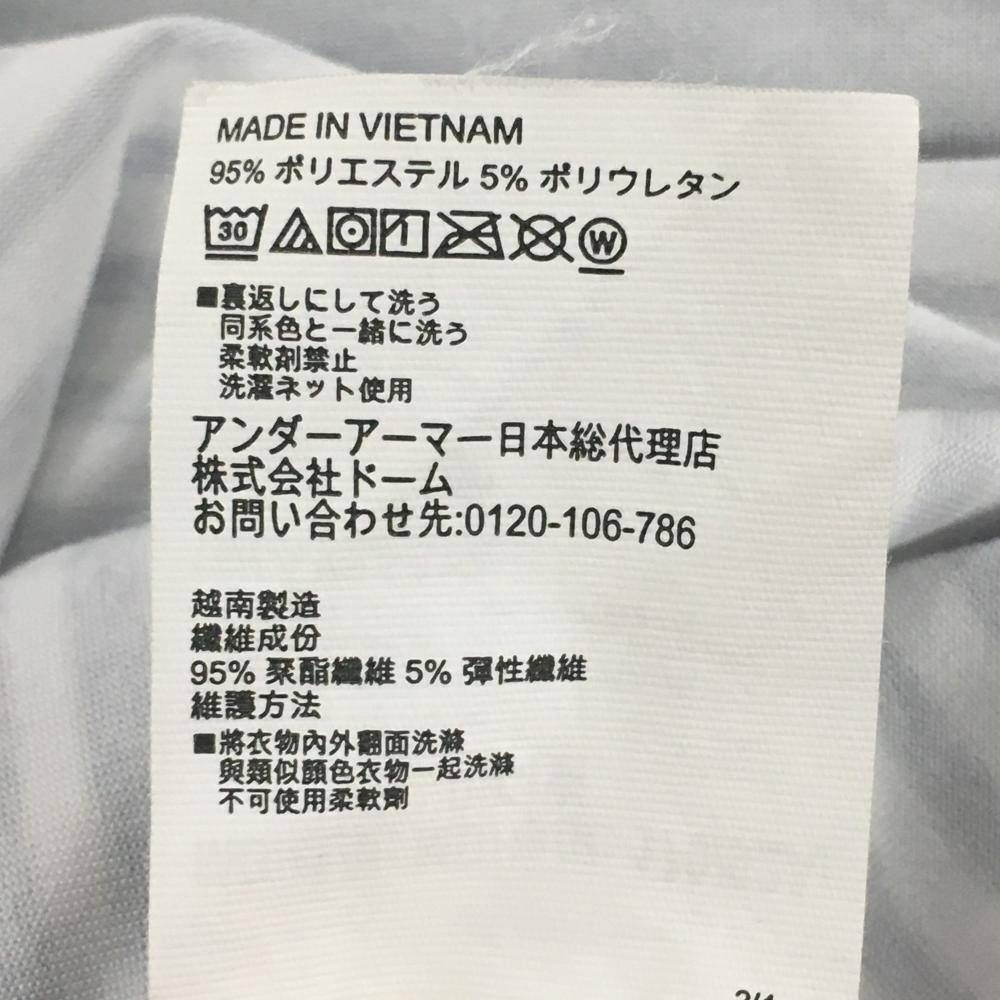 MADE IN VIETNAM
95% ポリエステル 5% ポリウレタン
30 W
■裏返しにして洗う
同系色と一緒に洗う
柔軟剤禁止
洗濯ネット使用
アンダーアーマー日本総代理店
株式会社ドーム
お問い合わせ先:0120-106-786
越南製造
纖維成份
95% 聚酯纖維 5% 彈性纖維
維護方法
■將衣物內外翻面洗滌
與類似顏色衣物一起洗滌
不可使用柔軟劑